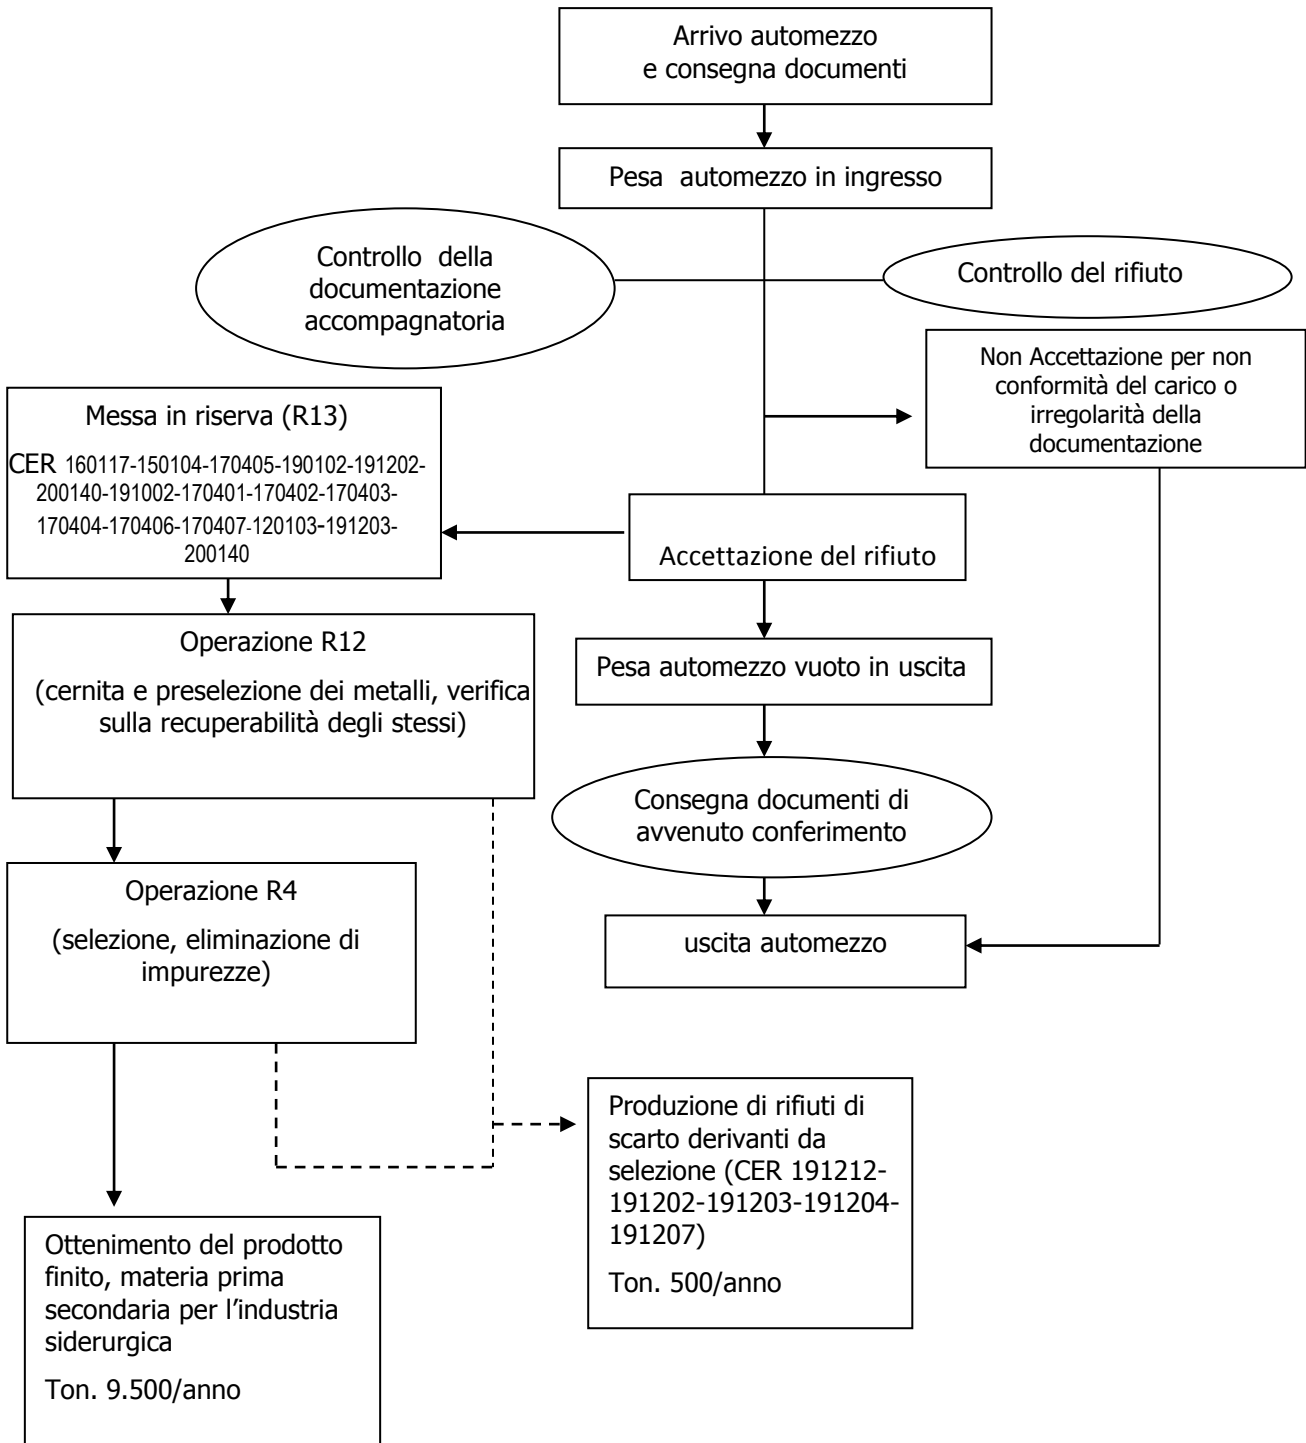 Arrivo automezzo
e consegna documenti
Pesa automezzo in ingresso
Controllo della
documentazione
accompagnatoria
Controllo del rifiuto
Non Accettazione per non
conformità del carico o
irregolarità della
documentazione
Messa in riserva (R13)
CER 160117-150104-170405-190102-191202-
200140-191002-170401-170402-170403-
170404-170406-170407-120103-191203-
200140
Accettazione del rifiuto
Operazione R12
(cernita e preselezione dei metalli, verifica
sulla recuperabilità degli stessi)
Pesa automezzo vuoto in uscita
Consegna documenti di
avvenuto conferimento
Operazione R4
(selezione, eliminazione di
impurezze)
uscita automezzo
Produzione di rifiuti di
scarto derivanti da
selezione (CER 191212-
191202-191203-191204-
191207)
Ton. 500/anno
Ottenimento del prodotto
finito, materia prima
secondaria per l’industria
siderurgica
Ton. 9.500/anno